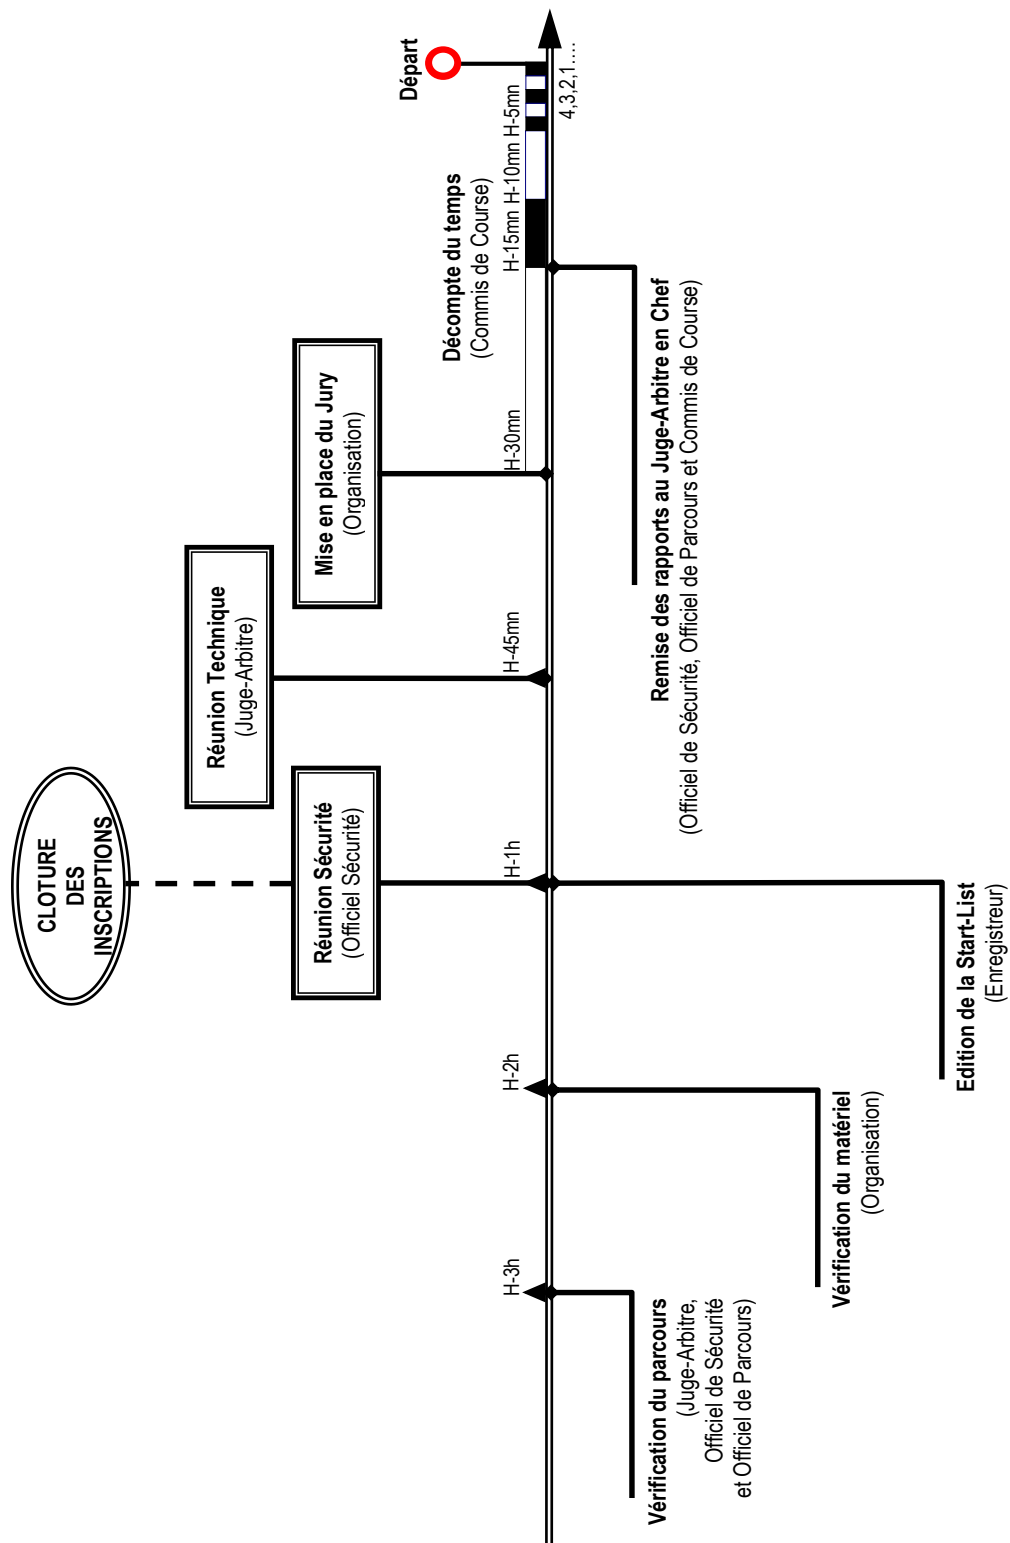 CLOTURE
DES
INSCRIPTIONS
Réunion Technique
(Juge-Arbitre)
Réunion Sécurité
(Officiel Sécurité)
Mise en place du Jury
(Organisation)
Départ
Décompte du temps
(Commis de Course)
H-3h
H-2h
H-1h
H-45mn
H-30mn
H-15mn
H-10mn
H-5mn
4,3,2,1....
Vérification du parcours
(Juge-Arbitre,
Officiel de Sécurité
et Officiel de Parcours)
Remise des rapports au Juge-Arbitre en Chef
(Officiel de Sécurité, Officiel de Parcours et Commis de Course)
Vérification du matériel
(Organisation)
Edition de la Start-List
(Enregistreur)